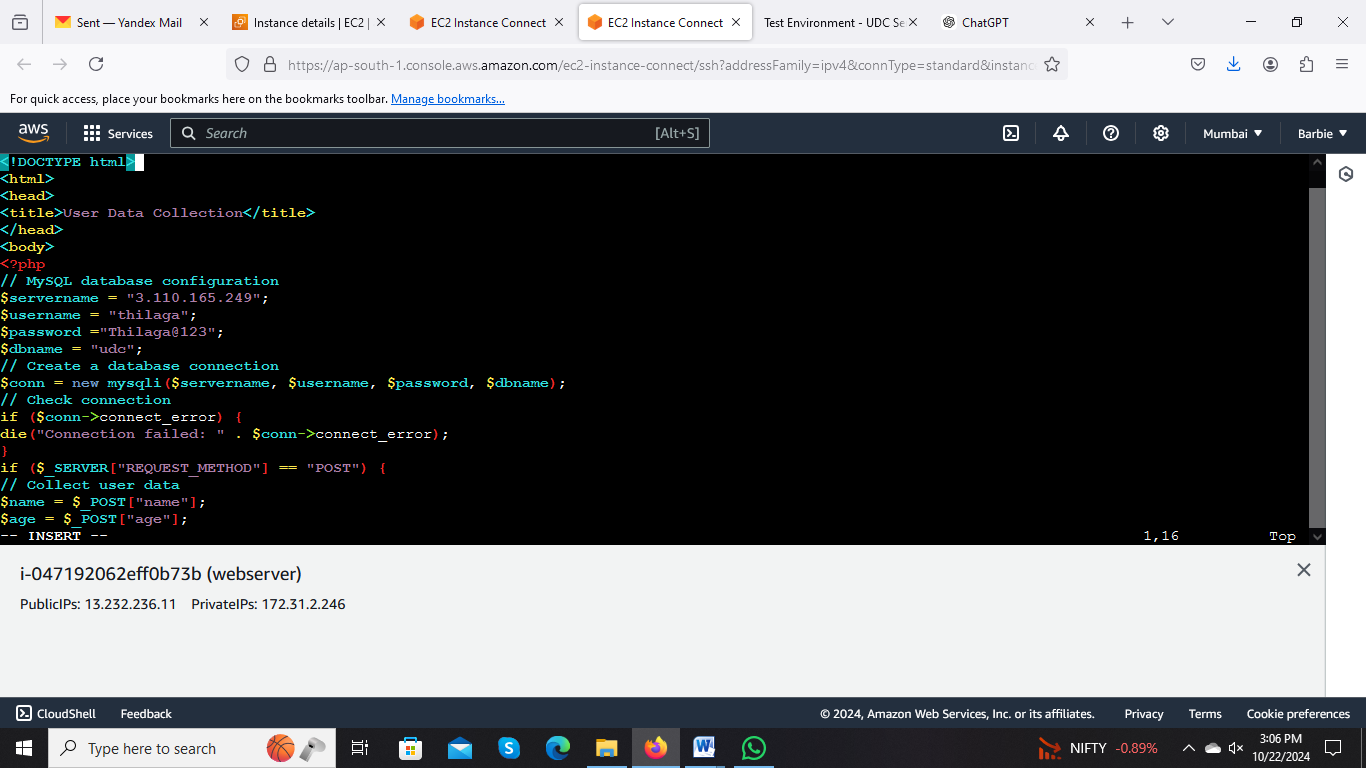 Sent — Yandex Mail
Instance details | EC2 |
EC2 Instance Connect
EC2 Instance Connect
Test Environment - UDC Se
ChatGPT
https://ap-south-1.console.aws.amazon.com/ec2-instance-connect/ssh?addressFamily=ipv4&connType=standard&instanc
For quick access, place your bookmarks here on the bookmarks toolbar. Manage bookmarks...
aws Services Search [Alt+S] Mumbai Barbie
<!DOCTYPE html>
<html>
<head>
<title>User Data Collection</title>
</head>
<body>
<?php
// MySQL database configuration
$servername = "3.110.165.249";
$username = "thilaga";
$password ="Thilaga@123";
$dbname = "udc";
// Create a database connection
$conn = new mysqli($servername, $username, $password, $dbname);
// Check connection
if ($conn->connect_error) {
die("Connection failed: " . $conn->connect_error);
}
if ($_SERVER["REQUEST_METHOD"] == "POST") {
// Collect user data
$name = $_POST["name"];
$age = $_POST["age"];
-- INSERT -- 1,16 Top
i-047192062eff0b73b (webserver)
PublicIPs: 13.232.236.11 PrivateIPs: 172.31.2.246
CloudShell Feedback © 2024, Amazon Web Services, Inc. or its affiliates. Privacy Terms Cookie preferences
Type here to search
NIFTY -0.89%
3:06 PM
10/22/2024